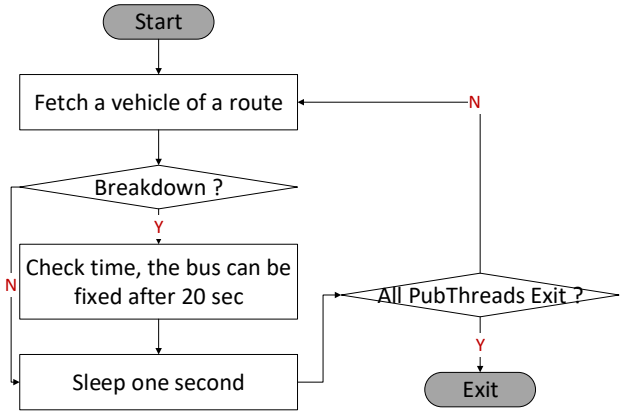 Start
Fetch a vehicle of a route
N
Breakdown ?
Y
Check time, the bus can be
fixed after 20 sec
N
All PubThreads Exit ?
Y
Sleep one second
Exit